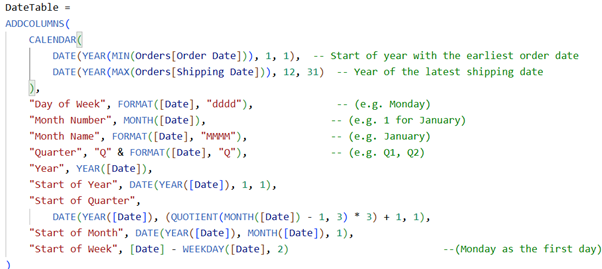 DateTable =
ADDCOLUMNS(
CALENDAR(
DATE(YEAR(MIN(Orders[Order Date])), 1, 1),  -- Start of year with the earliest order date
DATE(YEAR(MAX(Orders[Shipping Date])), 12, 31)  -- Year of the latest shipping date
),
"Day of Week", FORMAT([Date], "dddd"),  -- (e.g. Monday)
"Month Number", MONTH([Date]),  -- (e.g. 1 for January)
"Month Name", FORMAT([Date], "MMMM"),  -- (e.g. January)
"Quarter", "Q" & FORMAT([Date], "Q"),  -- (e.g. Q1, Q2)
"Year", YEAR([Date]),
"Start of Year", DATE(YEAR([Date]), 1, 1),
"Start of Quarter",
DATE(YEAR([Date]), (QUOTIENT(MONTH([Date]) - 1, 3) * 3) + 1, 1),
"Start of Month", DATE(YEAR([Date]), MONTH([Date]), 1),
"Start of Week", [Date] - WEEKDAY([Date], 2)  --(Monday as the first day)
)